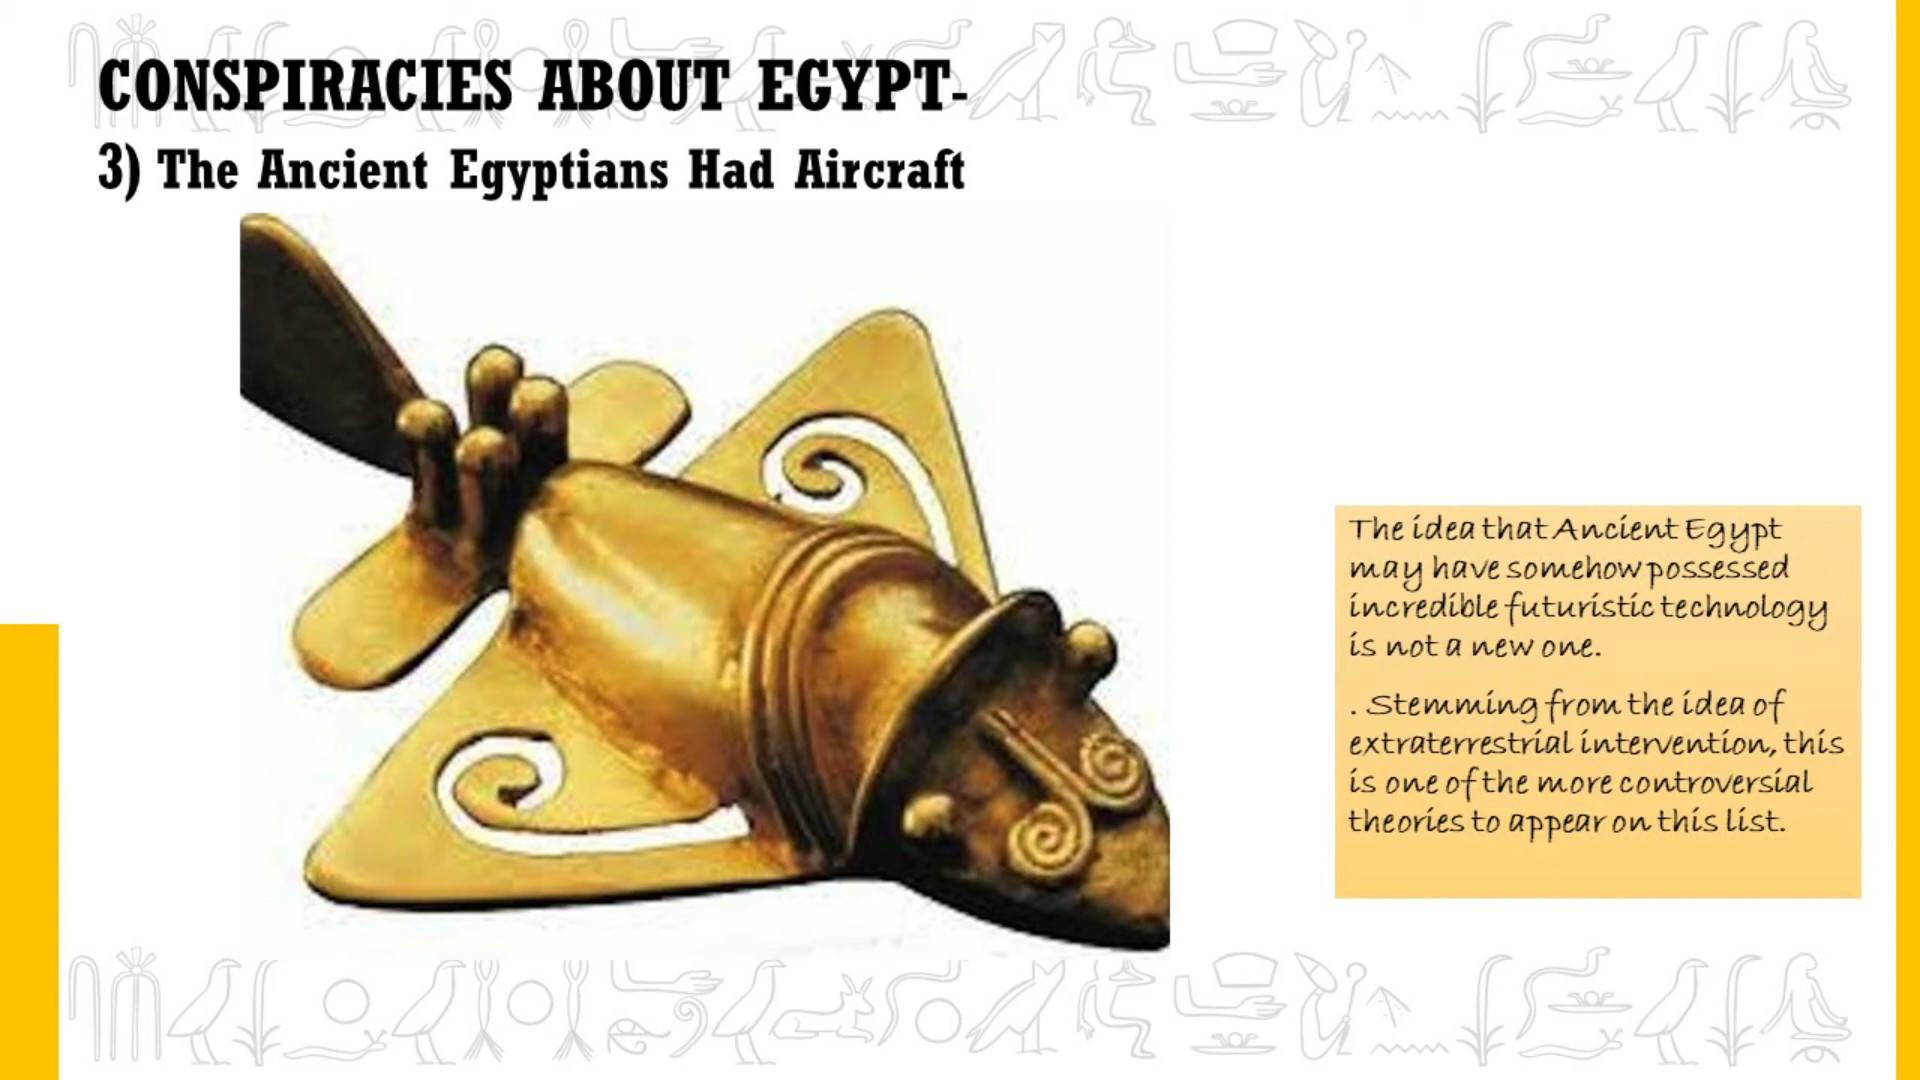 CONSPIRACIES ABOUT EGYPT-
3) The Ancient Egyptians Had Aircraft
The idea that Ancient Egypt
may have somehow possessed
incredible futuristic technology
is not a new one.
. Stemming from the idea of
extraterrestrial intervention, this
is one of the more controversial
theories to appear on this list.